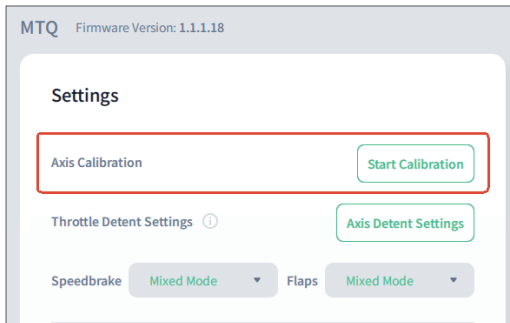 MTQ Firmware Version: 1.1.1.18
Settings
Axis Calibration Start Calibration
Throttle Detent Settings Axis Detent Settings
Speedbrake Mixed Mode Flaps Mixed Mode